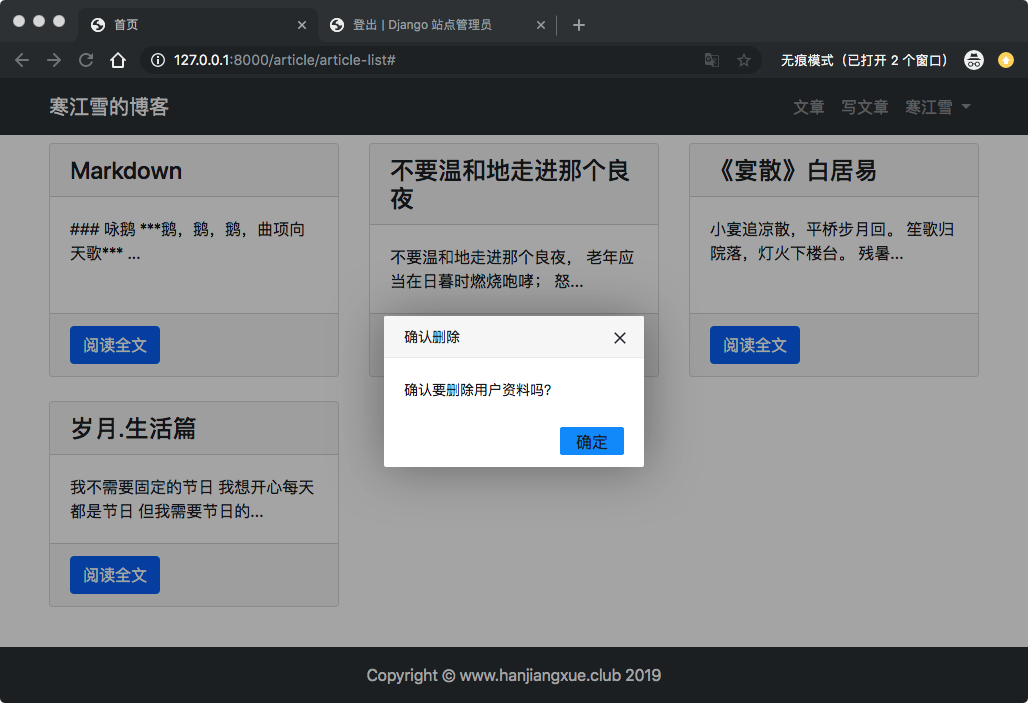 首页
登出 | Django 站点管理员
127.0.0.1:8000/article/article-list#
无痕模式（已打开 2 个窗口）
寒江雪的博客
文章 写文章 寒江雪
Markdown
### 咏鹅 ***鹅，鹅，鹅，曲项向
天歌*** ...
阅读全文
不要温和地走进那个良
夜
不要温和地走进那个良夜， 老年应
当在日暮时燃烧咆哮； 怒...
《宴散》白居易
小宴追凉散，平桥步月回。 笙歌归
院落，灯火下楼台。 残暑...
阅读全文
确认删除
确认要删除用户资料吗?
确定
岁月.生活篇
我不需要固定的节日 我想开心每天
都是节日 但我需要节日的...
阅读全文
Copyright © www.hanjiangxue.club 2019